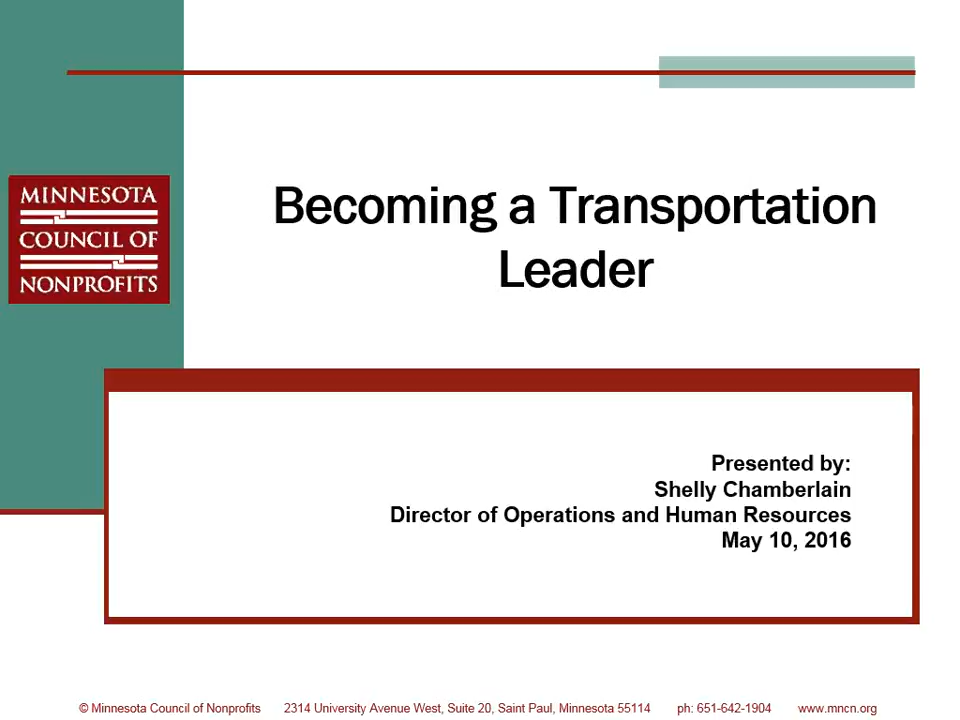 MINNESOTA
COUNCIL OF
NONPROFITS
Becoming a Transportation
Leader
Presented by:
Shelly Chamberlain
Director of Operations and Human Resources
May 10, 2016
© Minnesota Council of Nonprofits 2314 University Avenue West, Suite 20, Saint Paul, Minnesota 55114 ph: 651-642-1904 www.mncn.org